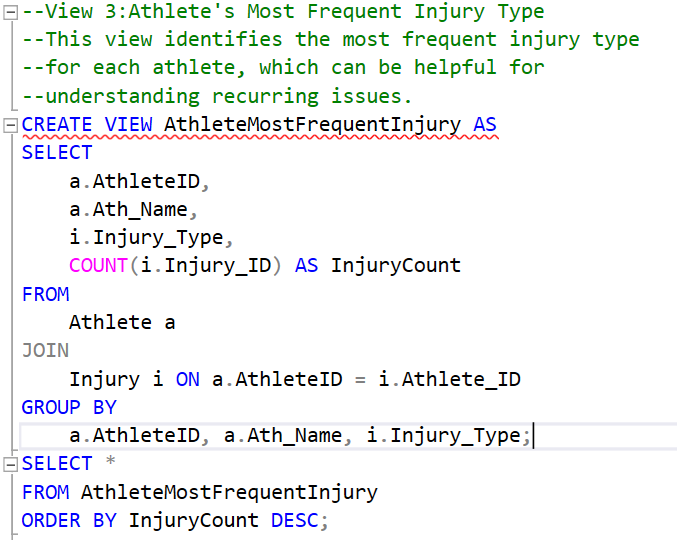 --View 3:Athlete's Most Frequent Injury Type
--This view identifies the most frequent injury type
--for each athlete, which can be helpful for
--understanding recurring issues.
CREATE VIEW AthleteMostFrequentInjury AS
SELECT
    a.AthleteID,
    a.Ath_Name,
    i.Injury_Type,
    COUNT(i.Injury_ID) AS InjuryCount
FROM
    Athlete a
JOIN
    Injury i ON a.AthleteID = i.Athlete_ID
GROUP BY
    a.AthleteID, a.Ath_Name, i.Injury_Type;
SELECT *
FROM AthleteMostFrequentInjury
ORDER BY InjuryCount DESC;